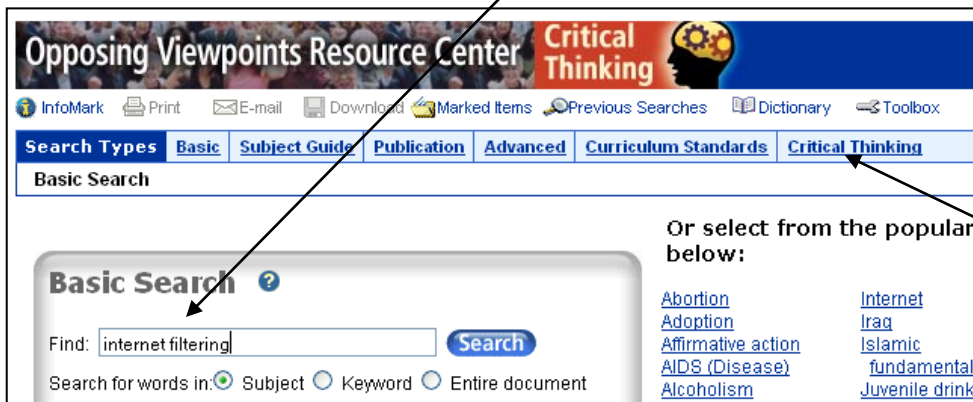 Opposing Viewpoints Resource Center Critical Thinking
InfoMark Print E-mail Download Marked Items Previous Searches Dictionary Toolbox
Search Types Basic Subject Guide Publication Advanced Curriculum Standards Critical Thinking
Basic Search
Or select from the popular
below:
Basic Search ?
Find: internet filtering Search
Search for words in: Subject Keyword Entire document
Abortion
Adoption
Affirmative action
AIDS (Disease)
Alcoholism
Internet
Iraq
Islamic
fundamental
Juvenile drink